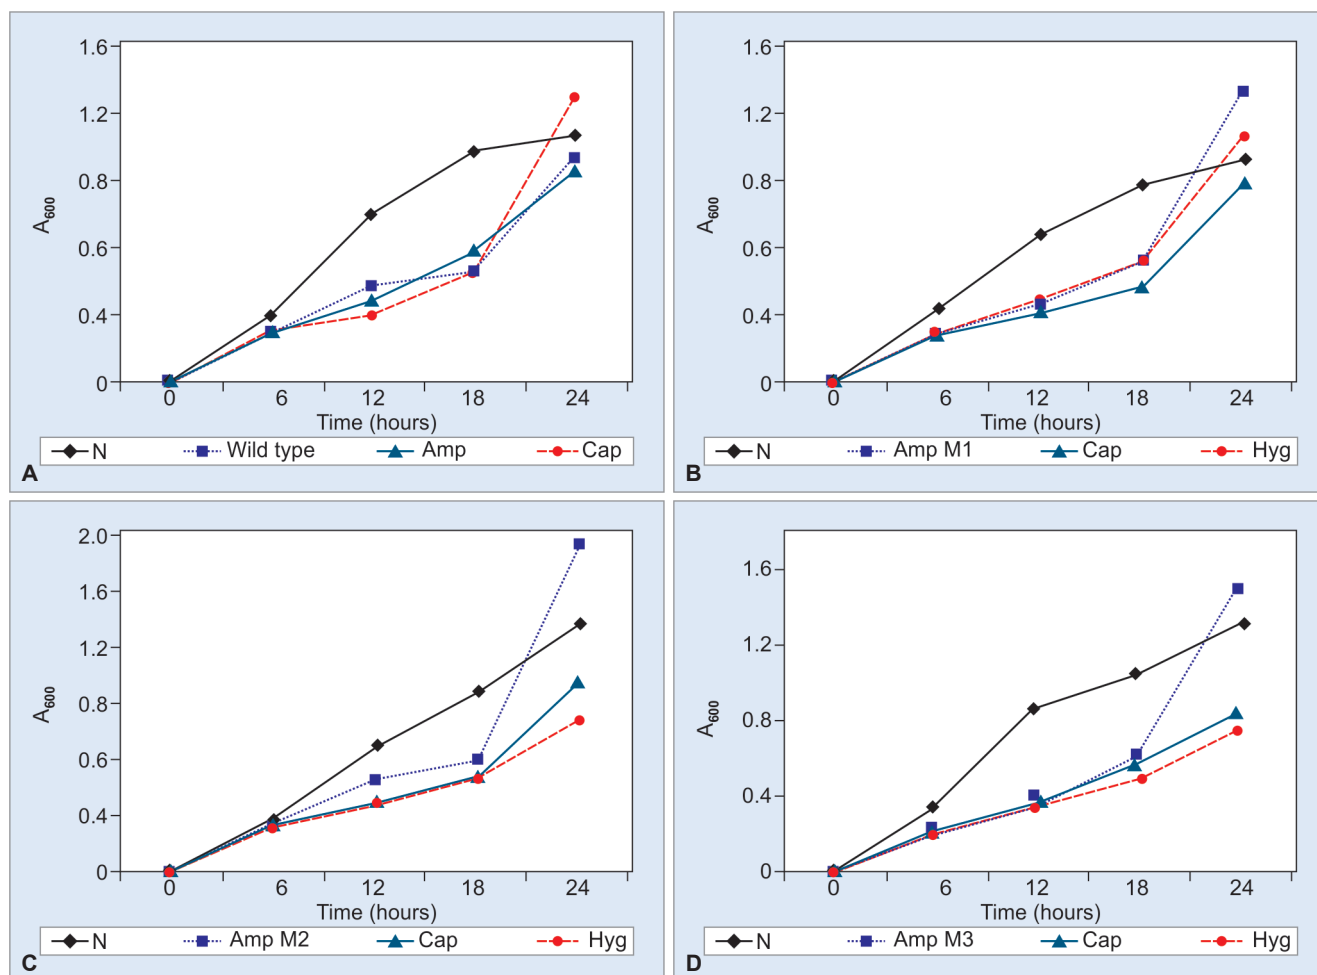 1.6
1.2
0.8
0.6
0.4
0
A600
0 6 12 18 24
Time (hours)
N Wild type Amp Cap
A
1.6
1.2
0.8
0.6
0.4
0
A600
0 6 12 18 24
Time (hours)
N Amp M1 Cap Hyg
B
2.0
1.6
1.2
0.8
0.6
0.4
0
A600
0 6 12 18 24
Time (hours)
N Amp M2 Cap Hyg
C
1.6
1.2
0.8
0.4
0
A600
0 6 12 18 24
Time (hours)
N Amp M3 Cap Hyg
D